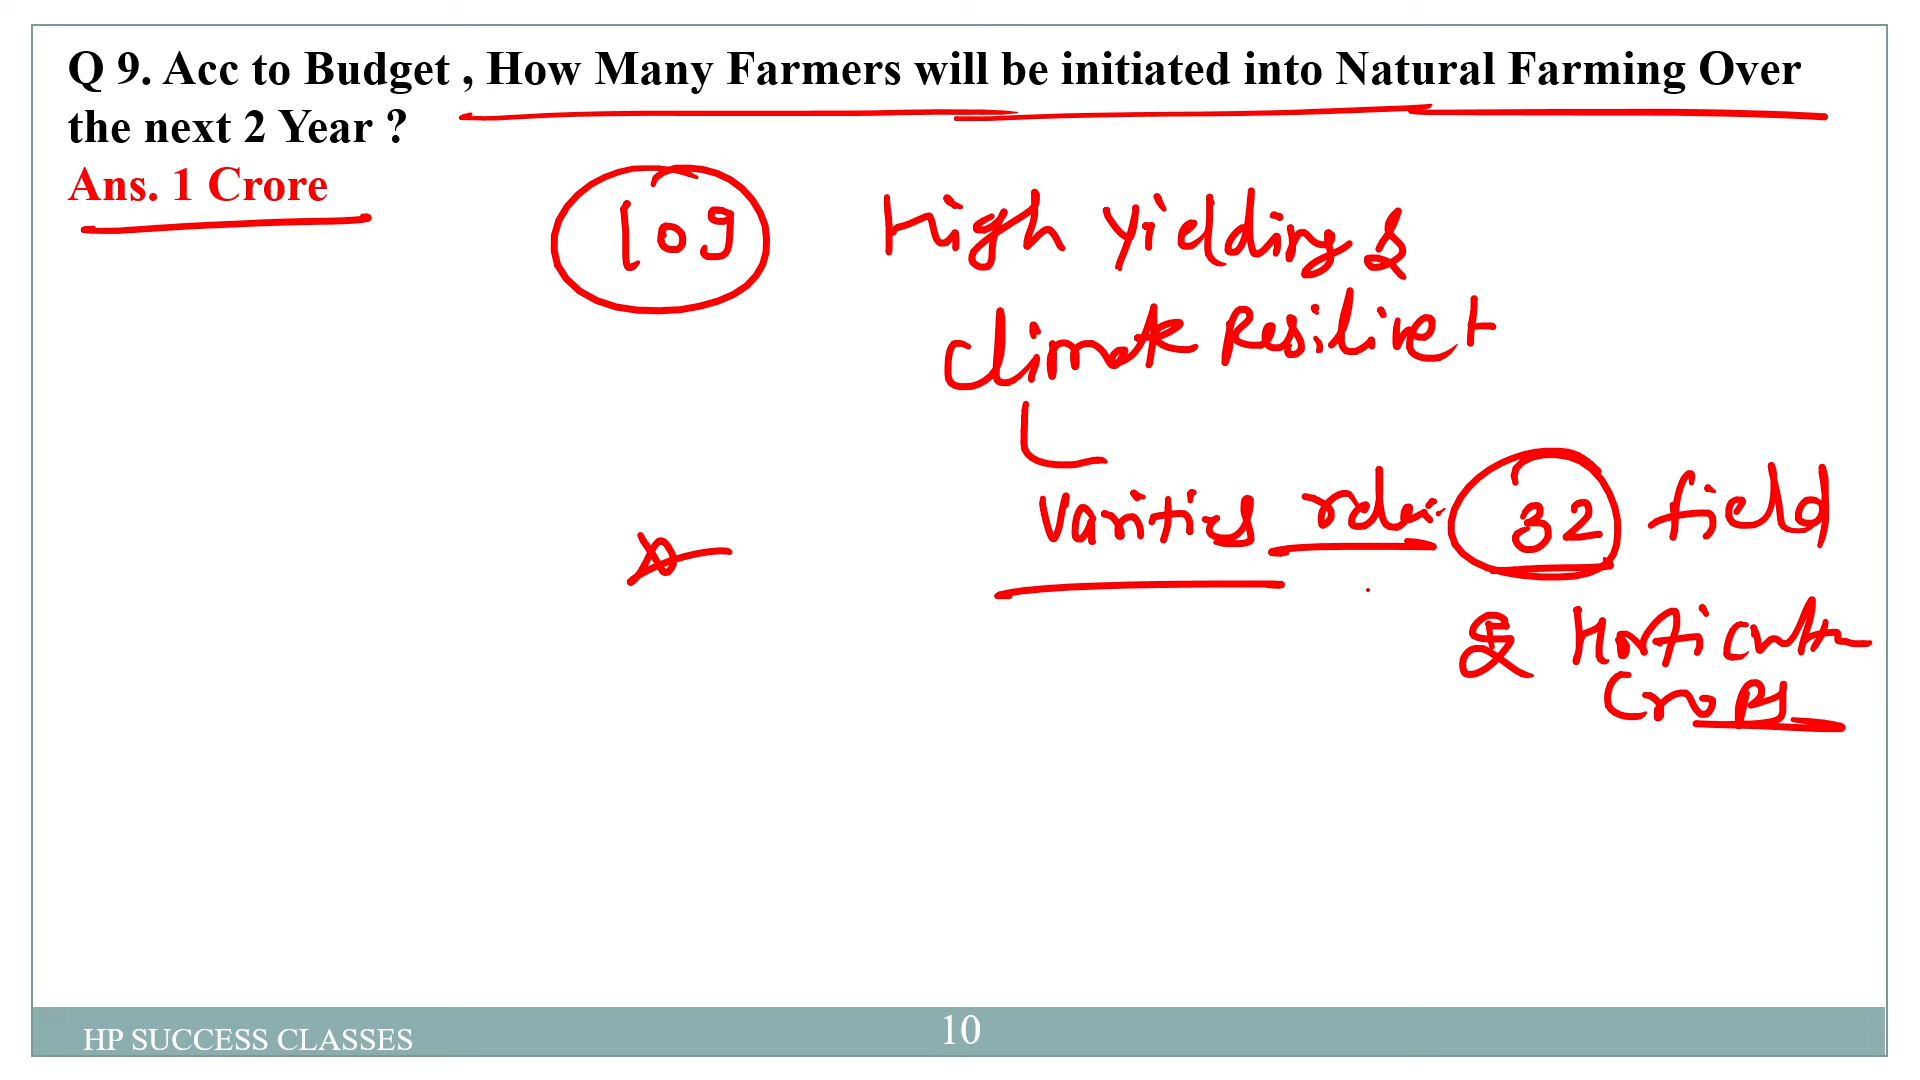 Q 9. Acc to Budget , How Many Farmers will be initiated into Natural Farming Over
the next 2 Year ?
Ans. 1 Crore
109
High Yielding &
Climate Resilient
Varities 32 field
& Horticulture
Crops
HP SUCCESS CLASSES
10